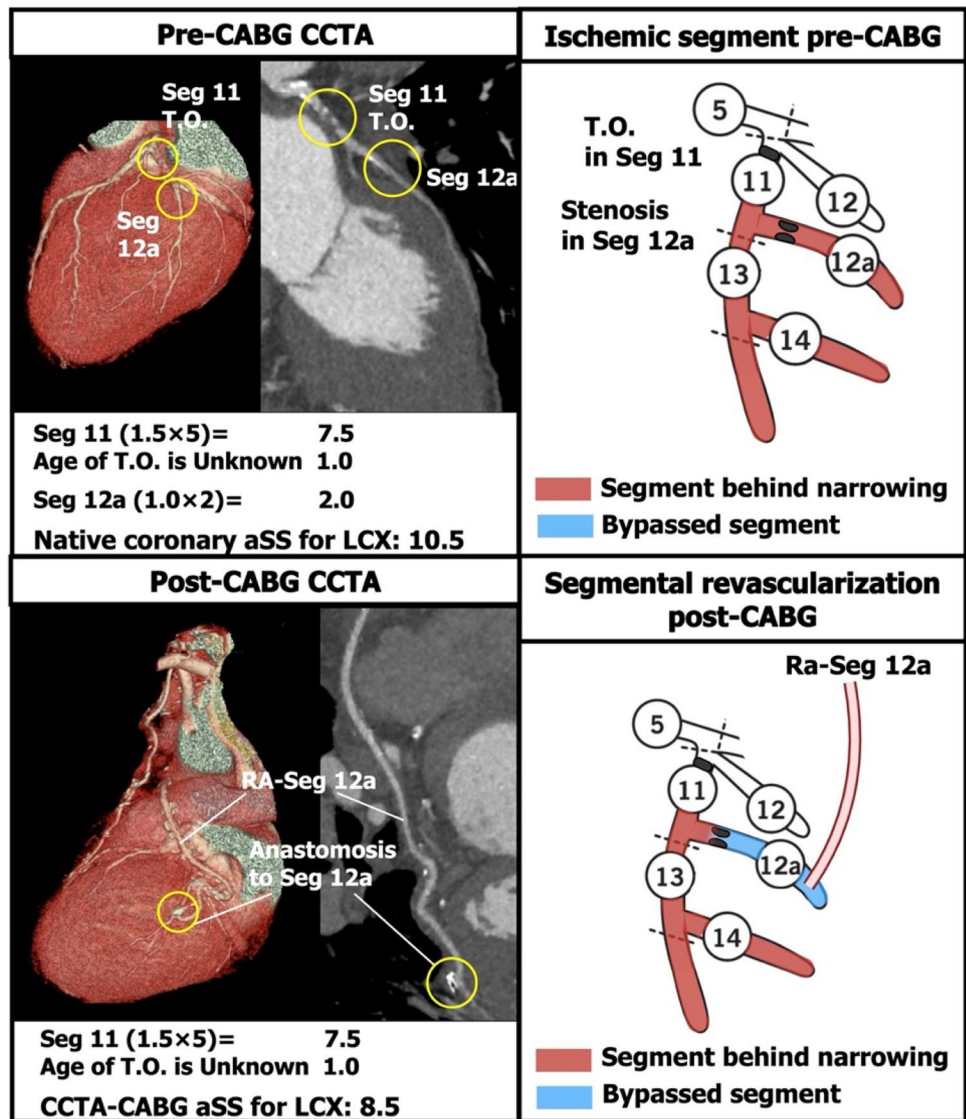 Pre-CABG CCTA
Seg 11
T.O.
Seg
12a
Seg 11
T.O.
Seg 12a
Seg 11 (1.5×5)= 7.5
Age of T.O. is Unknown 1.0
Seg 12a (1.0×2)= 2.0
Native coronary aSS for LCX: 10.5
Ischemic segment pre-CABG
T.O.
in Seg 11
Stenosis
in Seg 12a
5
11
12
12a
13
14
Segment behind narrowing
Bypassed segment
Post-CABG CCTA
RA-Seg 12a
Anastomosis
to Seg 12a
Seg 11 (1.5×5)= 7.5
Age of T.O. is Unknown 1.0
CCTA-CABG aSS for LCX: 8.5
Segmental revascularization
post-CABG
Ra-Seg 12a
5
11
12
12a
13
14
Segment behind narrowing
Bypassed segment